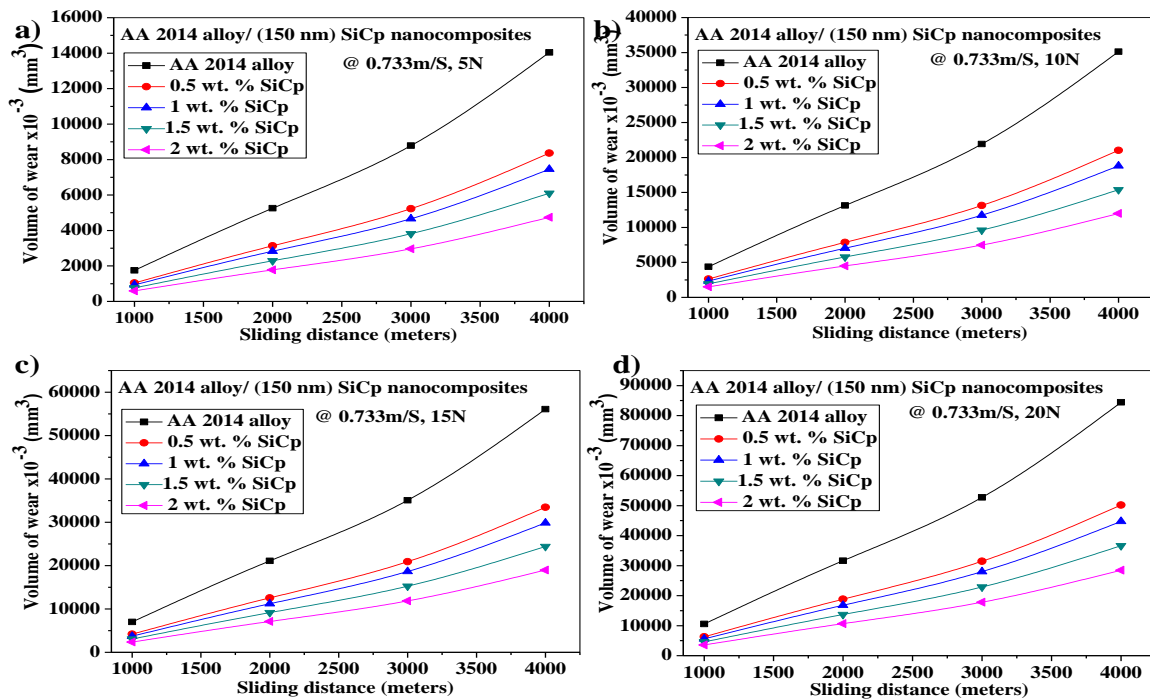 a)
AA 2014 alloy/ (150 nm) SiCp nanocomposites
@ 0.733m/S, 5N
AA 2014 alloy
0.5 wt. % SiCp
1 wt. % SiCp
1.5 wt. % SiCp
2 wt. % SiCp
Volume of wear x10⁻³ (mm³)
16000
14000
12000
10000
8000
6000
4000
2000
0
1000 1500 2000 2500 3000 3500 4000
Sliding distance (meters)
b)
AA 2014 alloy/ (150 nm) SiCp nanocomposites
@ 0.733m/S, 10N
AA 2014 alloy
0.5 wt. % SiCp
1 wt. % SiCp
1.5 wt. % SiCp
2 wt. % SiCp
Volume of wear x10⁻³ (mm³)
40000
35000
30000
25000
20000
15000
10000
5000
0
1000 1500 2000 2500 3000 3500 4000
Sliding distance (meters)
c)
AA 2014 alloy/ (150 nm) SiCp nanocomposites
@ 0.733m/S, 15N
AA 2014 alloy
0.5 wt. % SiCp
1 wt. % SiCp
1.5 wt. % SiCp
2 wt. % SiCp
Volume of wear x10⁻³ (mm³)
60000
50000
40000
30000
20000
10000
0
1000 1500 2000 2500 3000 3500 4000
Sliding distance (meters)
d)
AA 2014 alloy/ (150 nm) SiCp nanocomposites
@ 0.733m/S, 20N
AA 2014 alloy
0.5 wt. % SiCp
1 wt. % SiCp
1.5 wt. % SiCp
2 wt. % SiCp
Volume of wear x10⁻³ (mm³)
90000
80000
70000
60000
50000
40000
30000
20000
10000
0
1000 1500 2000 2500 3000 3500 4000
Sliding distance (meters)